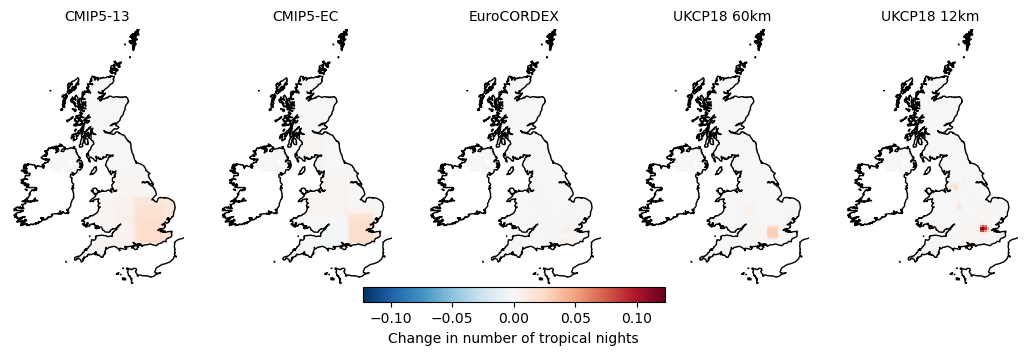 CMIP5-13 CMIP5-EC EuroCORDEX UKCP18 60km UKCP18 12km
−0.10 −0.05 0.00 0.05 0.10
Change in number of tropical nights